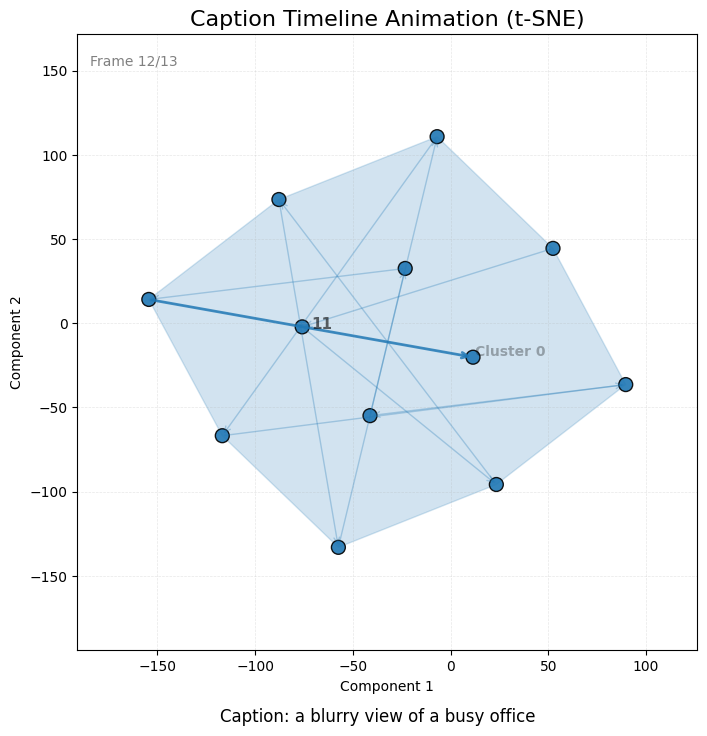 Caption Timeline Animation (t-SNE)
Frame 12/13
150
100
50
0
−50
−100
−150
Component 2
11
Cluster 0
−150
−100
−50
0
50
100
Component 1
Caption: a blurry view of a busy office